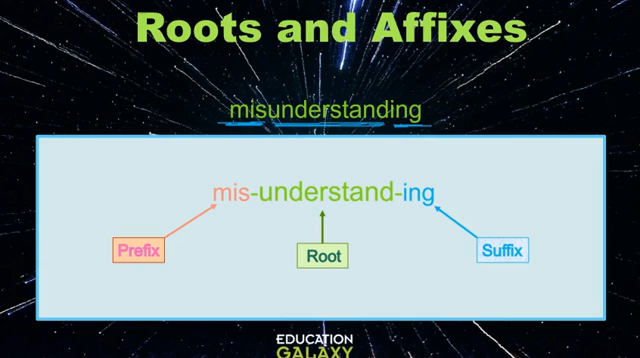 Roots and Affixes
misunderstanding
mis-understand-ing
Prefix
Root
Suffix
EDUCATION
GALAXY